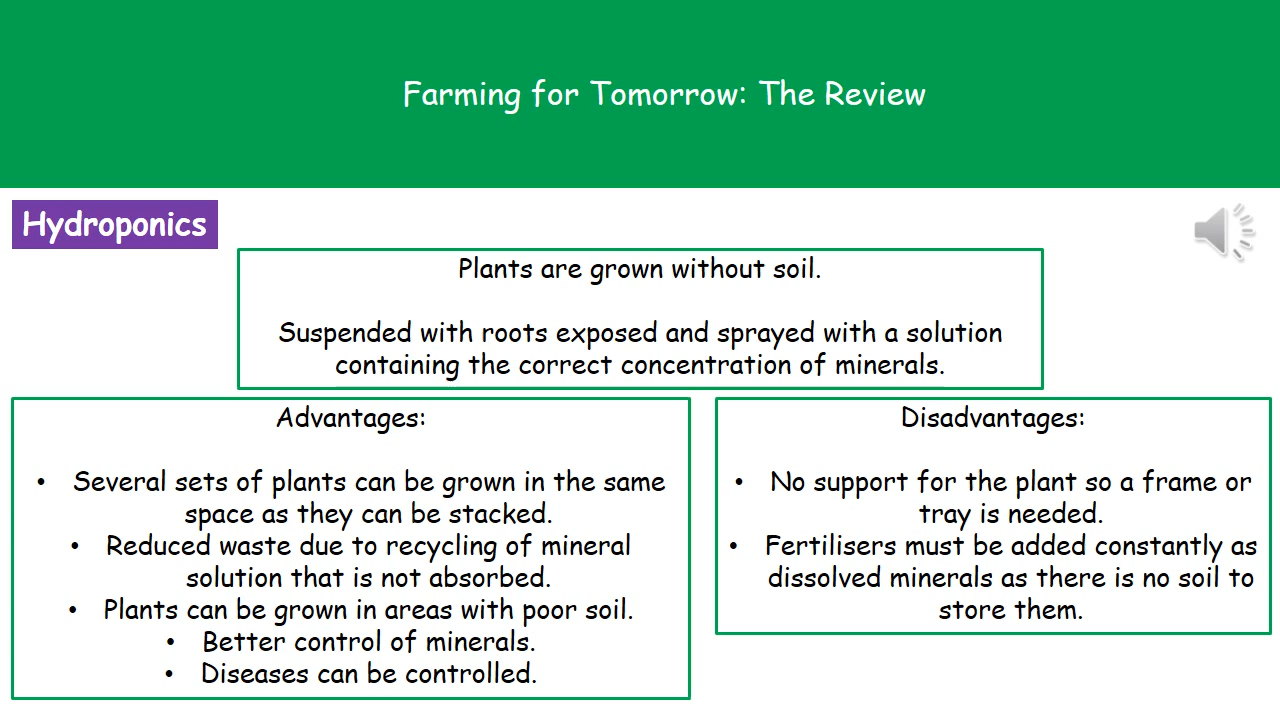 Farming for Tomorrow: The Review
Hydroponics
Plants are grown without soil.
Suspended with roots exposed and sprayed with a solution
containing the correct concentration of minerals.
Advantages:
• Several sets of plants can be grown in the same
space as they can be stacked.
• Reduced waste due to recycling of mineral
solution that is not absorbed.
• Plants can be grown in areas with poor soil.
• Better control of minerals.
• Diseases can be controlled.
Disadvantages:
• No support for the plant so a frame or
tray is needed.
• Fertilisers must be added constantly as
dissolved minerals as there is no soil to
store them.